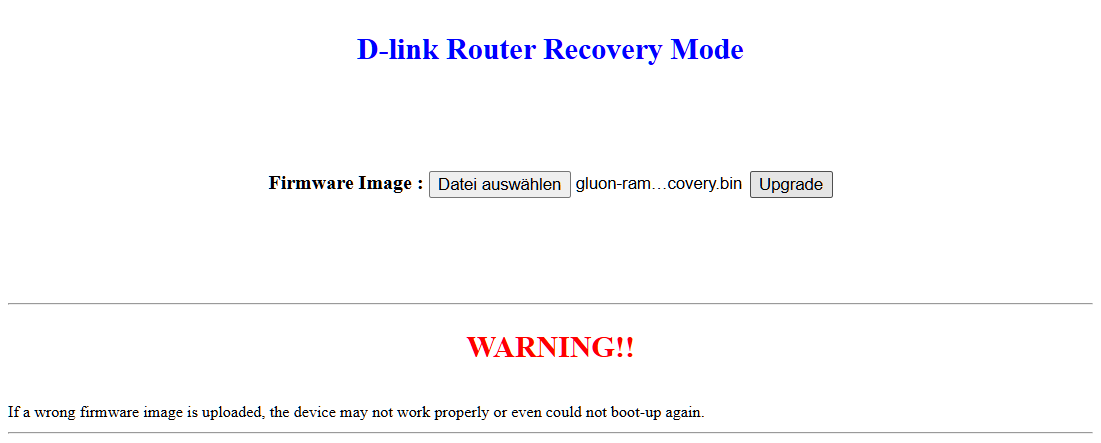 D-link Router Recovery Mode
Firmware Image : Datei auswählen gluon-ram…covery.bin Upgrade
WARNING!!
If a wrong firmware image is uploaded, the device may not work properly or even could not boot-up again.